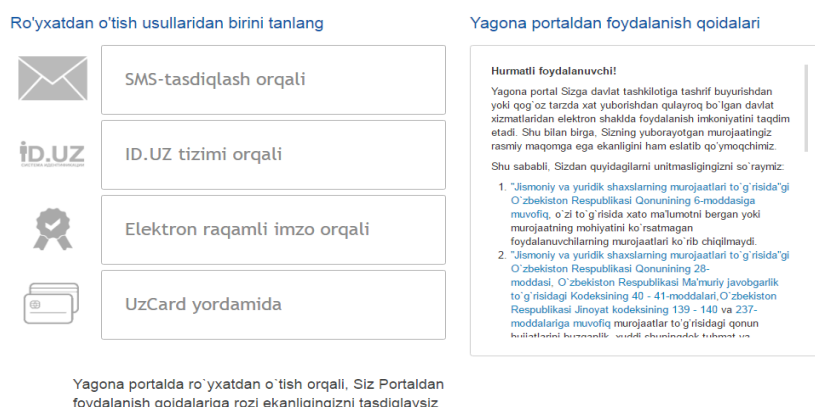 Ro'yxatdan o'tish usullaridan birini tanlang
SMS-tasdiqlash orqali
iD.UZ
ID.UZ tizimi orqali
Elektron raqamli imzo orqali
UzCard yordamida
Yagona portalda ro`yxatdan o`tish orqali, Siz Portaldan
foydalanish qoidalariga rozi ekanligingizni tasdiqlaysiz
Yagona portaldan foydalanish qoidalari
Hurmatli foydalanuvchi!
Yagona portal Sizga davlat tashkilotiga tashrif buyurishdan
yoki qog`oz tarzda xat yuborishdan qulayroq bo`lgan davlat
xizmatlaridan elektron shaklda foydalanish imkoniyatini taqdim
etadi. Shu bilan birga, Sizning yuborayotgan murojaatingiz
rasmiy maqomga ega ekanligini ham eslatib qo'ymoqchimiz.
Shu sababli, Sizdan quyidagilarni unitmasligingizni so`raymiz:
1. "Jismoniy va yuridik shaxslarning murojaatlari to`g`risida"gi
O`zbekiston Respublikasi Qonunining 6-moddasiga
muvofiq, o`zi to`g`risida xato ma'lumotni bergan yoki
murojaatning mohiyatini ko`rsatmagan
foydalanuvchilarning murojaatlari ko`rib chiqilmaydi.
2. "Jismoniy va yuridik shaxslarning murojaatlari to`g`risida"gi
O`zbekiston Respublikasi Qonunining 28-
moddasi, O`zbekiston Respublikasi Ma'muriy javobgarlik
to`g`risidagi Kodeksining 40 - 41-moddalari,O`zbekiston
Respublikasi Jinoyat kodeksining 139 - 140 va 237-
moddalariga muvofiq murojaatlar to'g'risidagi qonun
hujjatlarini buzganlik, xuddi shuningdek tuhmat va